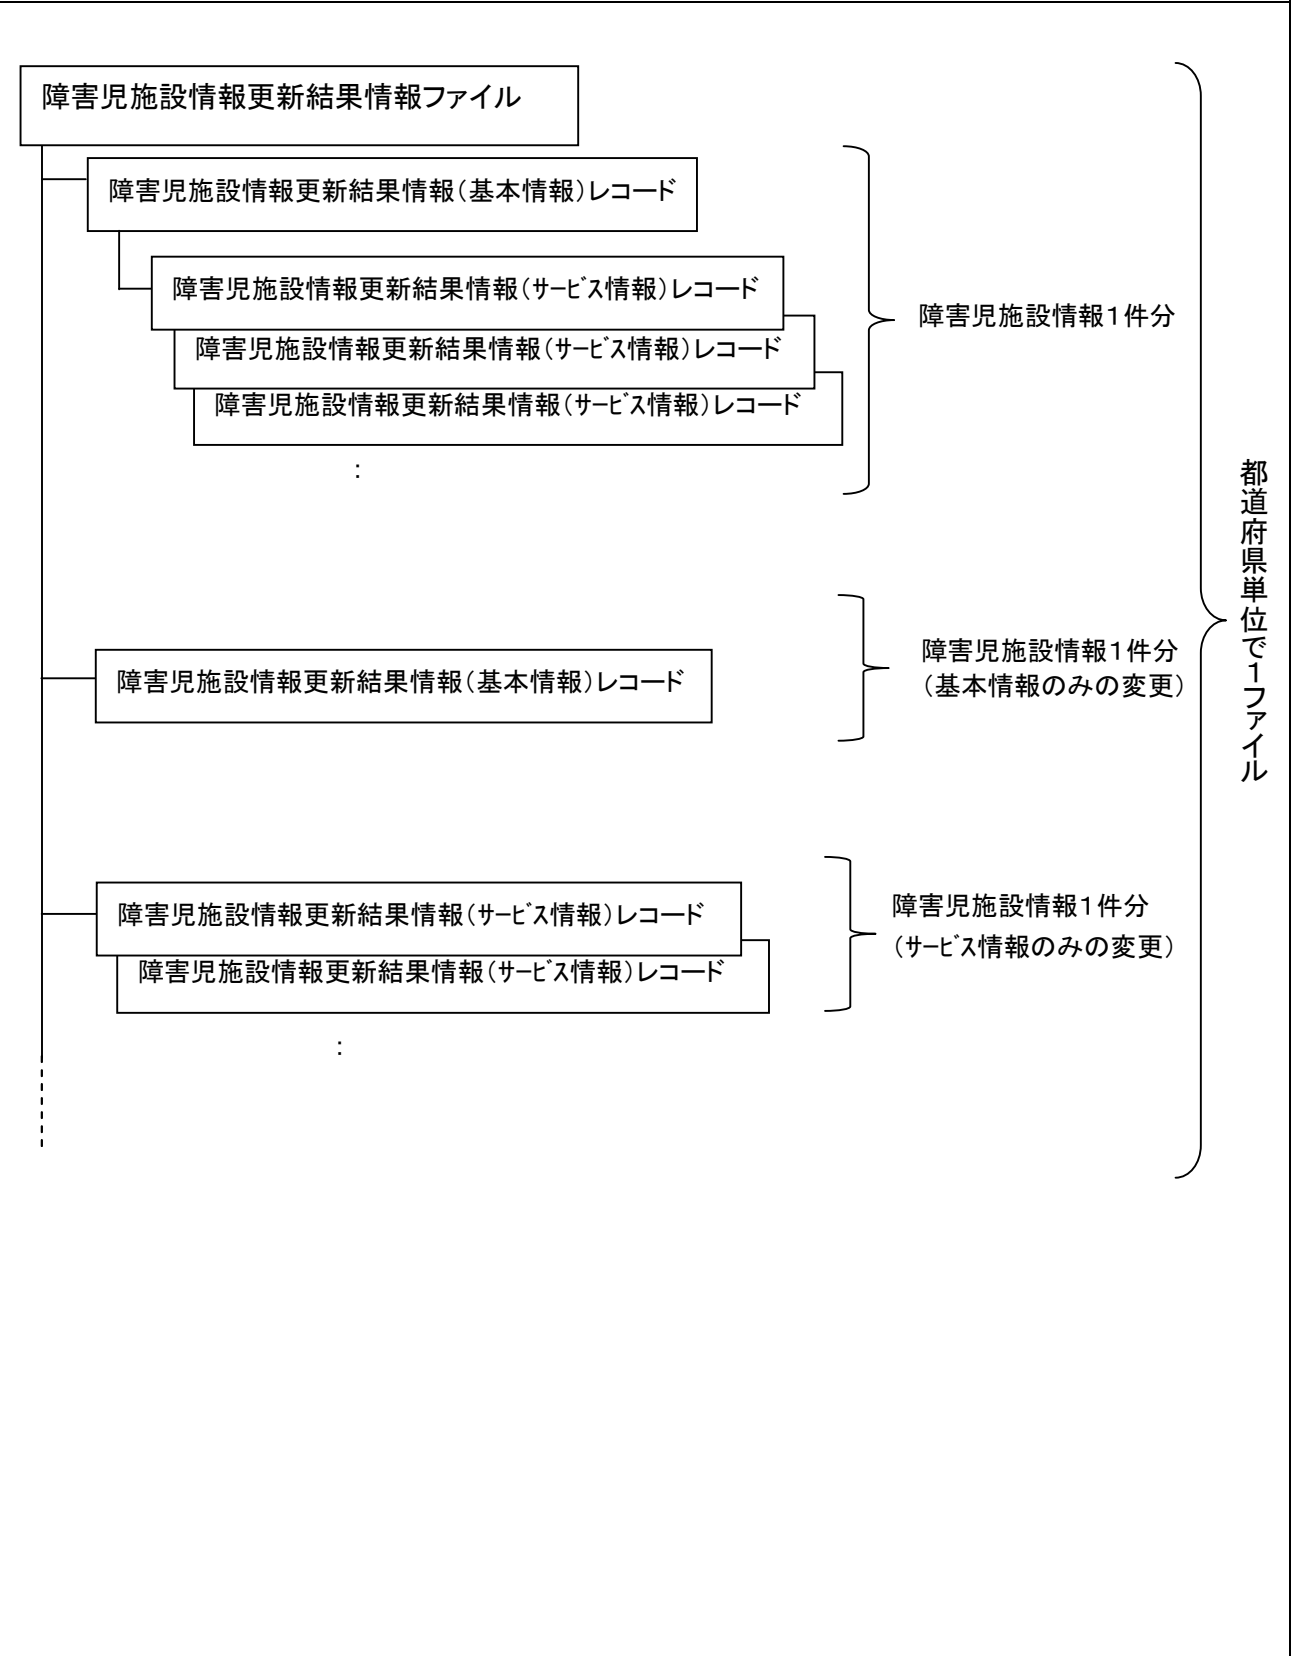 障害児施設情報更新結果情報ファイル
障害児施設情報更新結果情報（基本情報）レコード
障害児施設情報更新結果情報（ｻｰﾋﾞｽ情報）レコード
障害児施設情報更新結果情報（ｻｰﾋﾞｽ情報）レコード
障害児施設情報更新結果情報（ｻｰﾋﾞｽ情報）レコード
：
障害児施設情報１件分
障害児施設情報更新結果情報（基本情報）レコード
障害児施設情報１件分
（基本情報のみの変更）
障害児施設情報更新結果情報（ｻｰﾋﾞｽ情報）レコード
障害児施設情報更新結果情報（ｻｰﾋﾞｽ情報）レコード
：
障害児施設情報１件分
（ｻｰﾋﾞｽ情報のみの変更）
都道府県単位で１ファイル